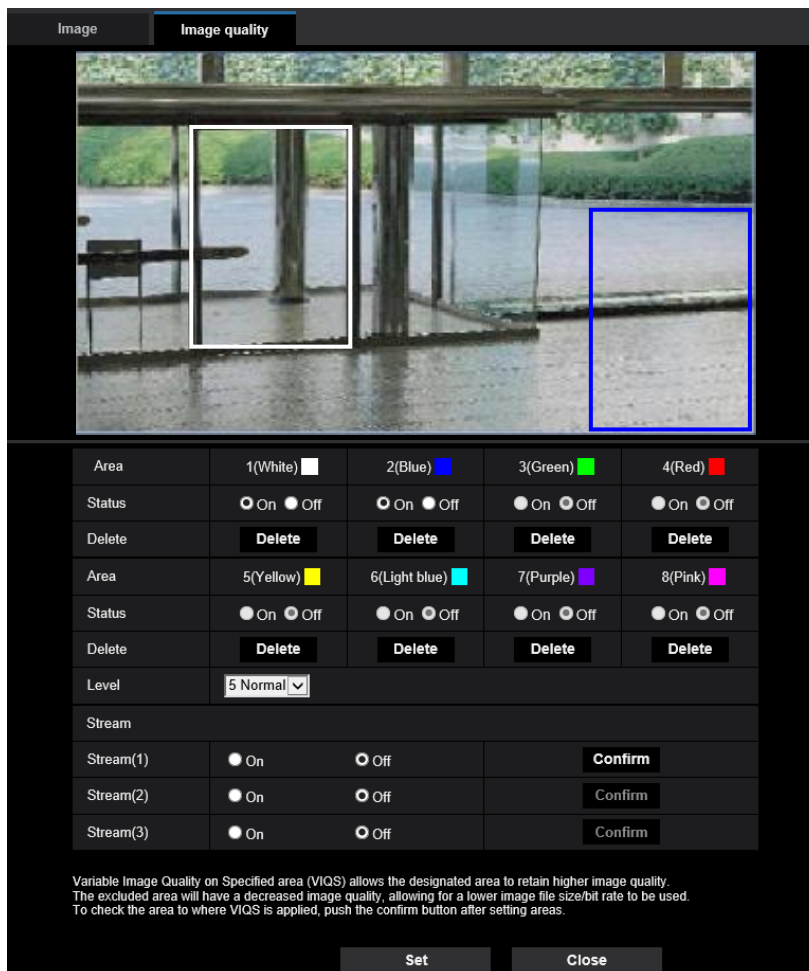 Image Image quality
Area 1(White) 2(Blue) 3(Green) 4(Red)
Status On Off On Off On Off On Off
Delete Delete Delete Delete Delete
Area 5(Yellow) 6(Light blue) 7(Purple) 8(Pink)
Status On Off On Off On Off On Off
Delete Delete Delete Delete Delete
Level 5 Normal
Stream
Stream(1) On Off Confirm
Stream(2) On Off Confirm
Stream(3) On Off Confirm
Variable Image Quality on Specified area (VIQS) allows the designated area to retain higher image quality.
The excluded area will have a decreased image quality, allowing for a lower image file size/bit rate to be used.
To check the area to where VIQS is applied, push the confirm button after setting areas.
Set Close